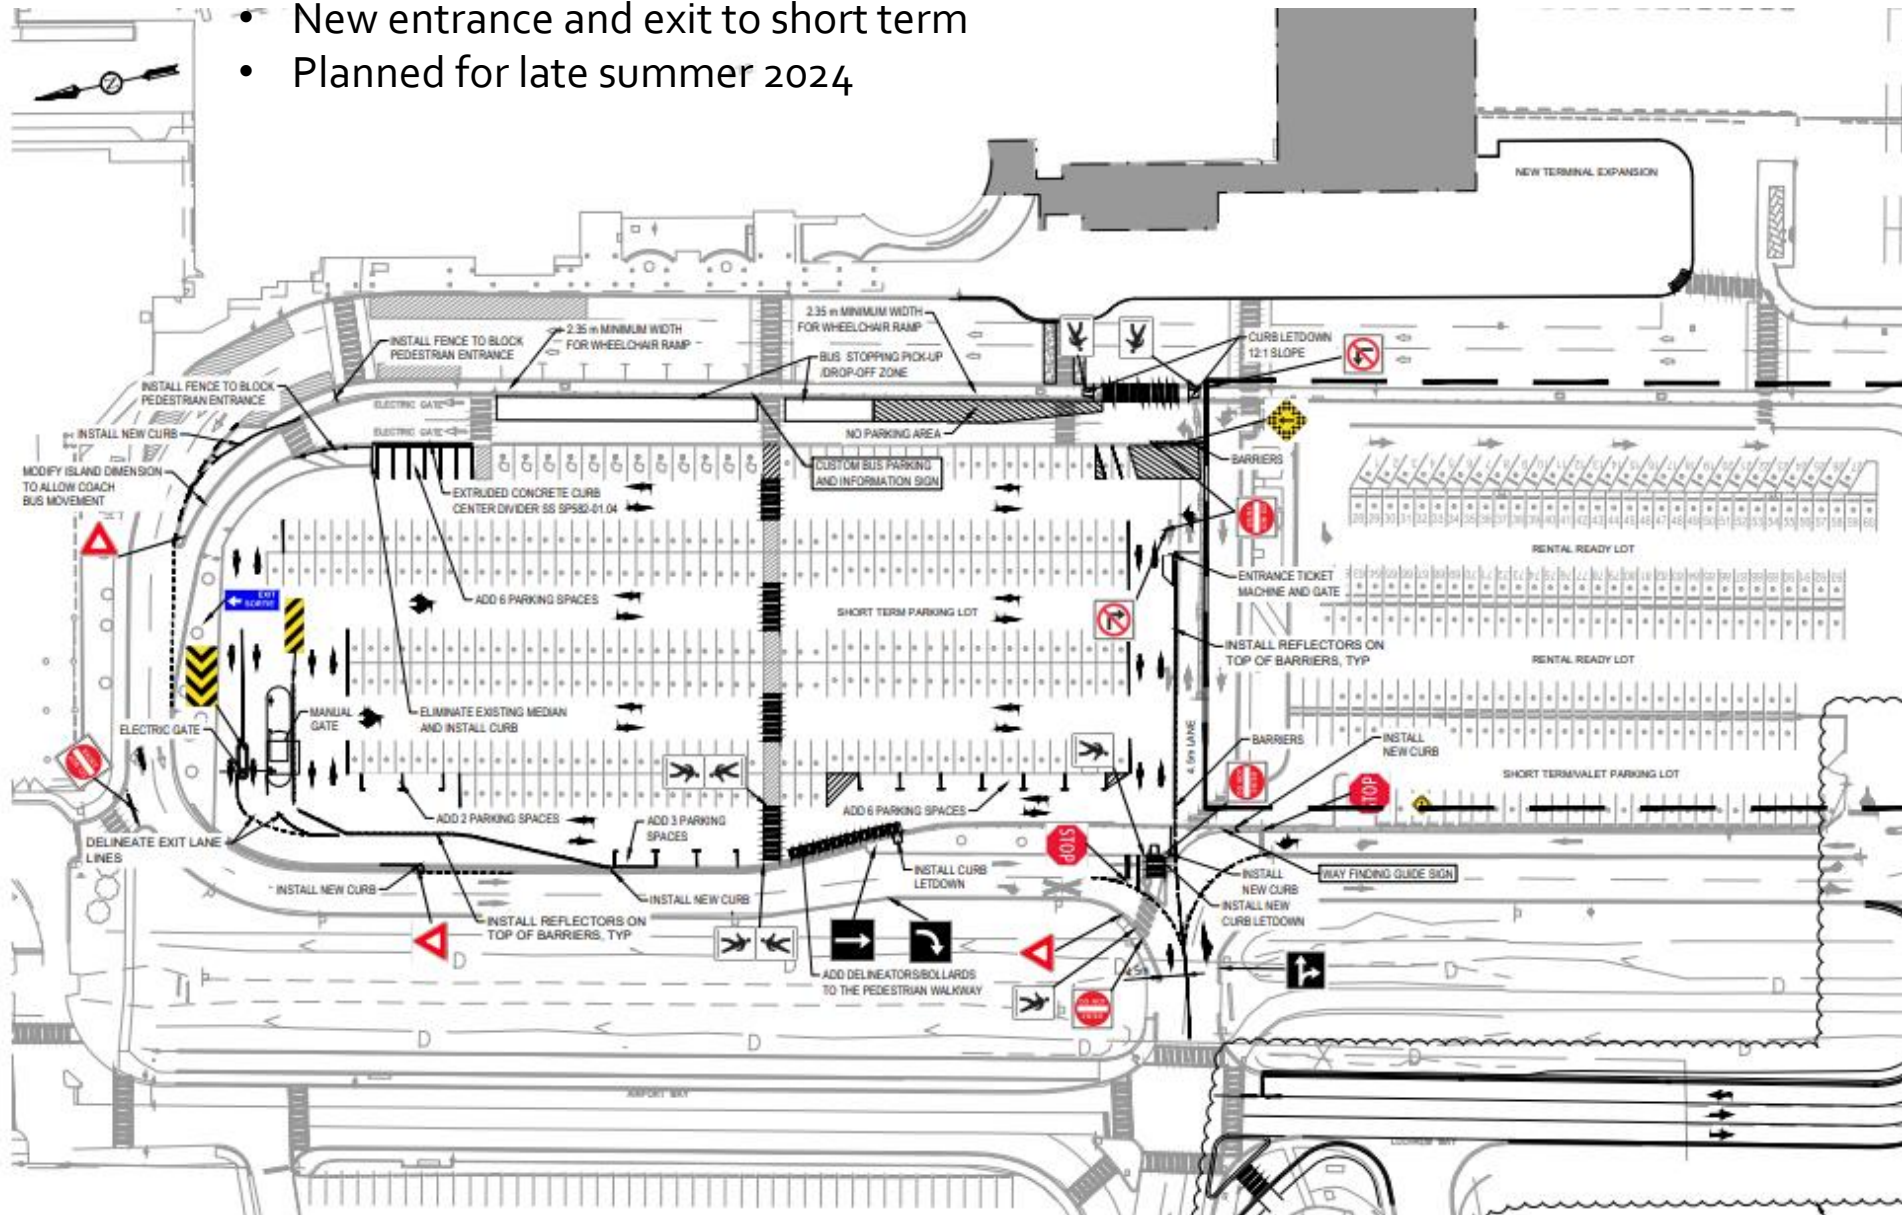 • New entrance and exit to short term
• Planned for late summer 2024
NEW TERMINAL EXPANSION
2.35 m MINIMUM WIDTH
FOR WHEELCHAIR RAMP
2.35 m MINIMUM WIDTH
FOR WHEELCHAIR RAMP
INSTALL FENCE TO BLOCK
PEDESTRIAN ENTRANCE
BUS STOPPING PICK-UP
/DROP-OFF ZONE
CURB LETDOWN
12:1 SLOPE
INSTALL FENCE TO BLOCK
PEDESTRIAN ENTRANCE
ELECTRIC GATE
ELECTRIC GATE
INSTALL NEW CURB
NO PARKING AREA
MODIFY ISLAND DIMENSION
TO ALLOW COACH
BUS MOVEMENT
BARRIERS
CUSTOM BUS PARKING
AND INFORMATION SIGN
EXTRUDED CONCRETE CURB
CENTER DIVIDER SS SP582-01.04
RENTAL READY LOT
ENTRANCE TICKET
MACHINE AND GATE
EXIT
SORTIE
ADD 6 PARKING SPACES
SHORT TERM PARKING LOT
INSTALL REFLECTORS ON
TOP OF BARRIERS, TYP
RENTAL READY LOT
MANUAL
GATE
ELIMINATE EXISTING MEDIAN
AND INSTALL CURB
ELECTRIC GATE
4.5m LANE
BARRIERS
INSTALL
NEW CURB
SHORT TERM/VALET PARKING LOT
STOP
ADD 2 PARKING SPACES
ADD 3 PARKING
SPACES
ADD 6 PARKING SPACES
DELINEATE EXIT LANE
LINES
STOP
INSTALL CURB
LETDOWN
INSTALL
NEW CURB
WAY FINDING GUIDE SIGN
INSTALL NEW CURB
INSTALL NEW CURB
INSTALL NEW
CURB LETDOWN
INSTALL REFLECTORS ON
TOP OF BARRIERS, TYP
ADD DELINEATORS/BOLLARDS
TO THE PEDESTRIAN WALKWAY
AIRPORT WAY